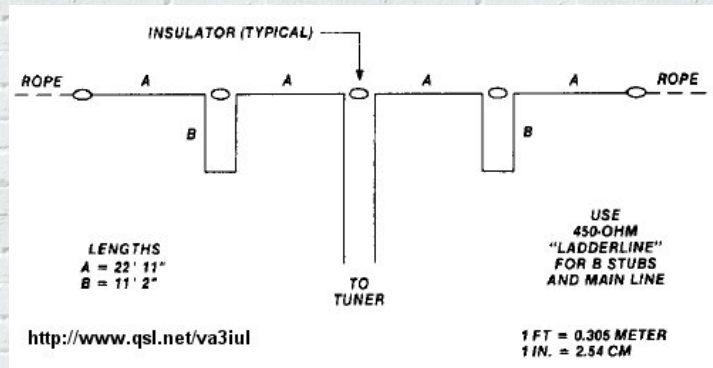 INSULATOR (TYPICAL)
ROPE A A A A ROPE
B B
LENGTHS
A = 22' 11"
B = 11' 2"
TO
TUNER
USE
450-OHM
"LADDERLINE"
FOR B STUBS
AND MAIN LINE
http://www.qsl.net/va3iul
1 FT = 0.305 METER
1 IN. = 2.54 CM